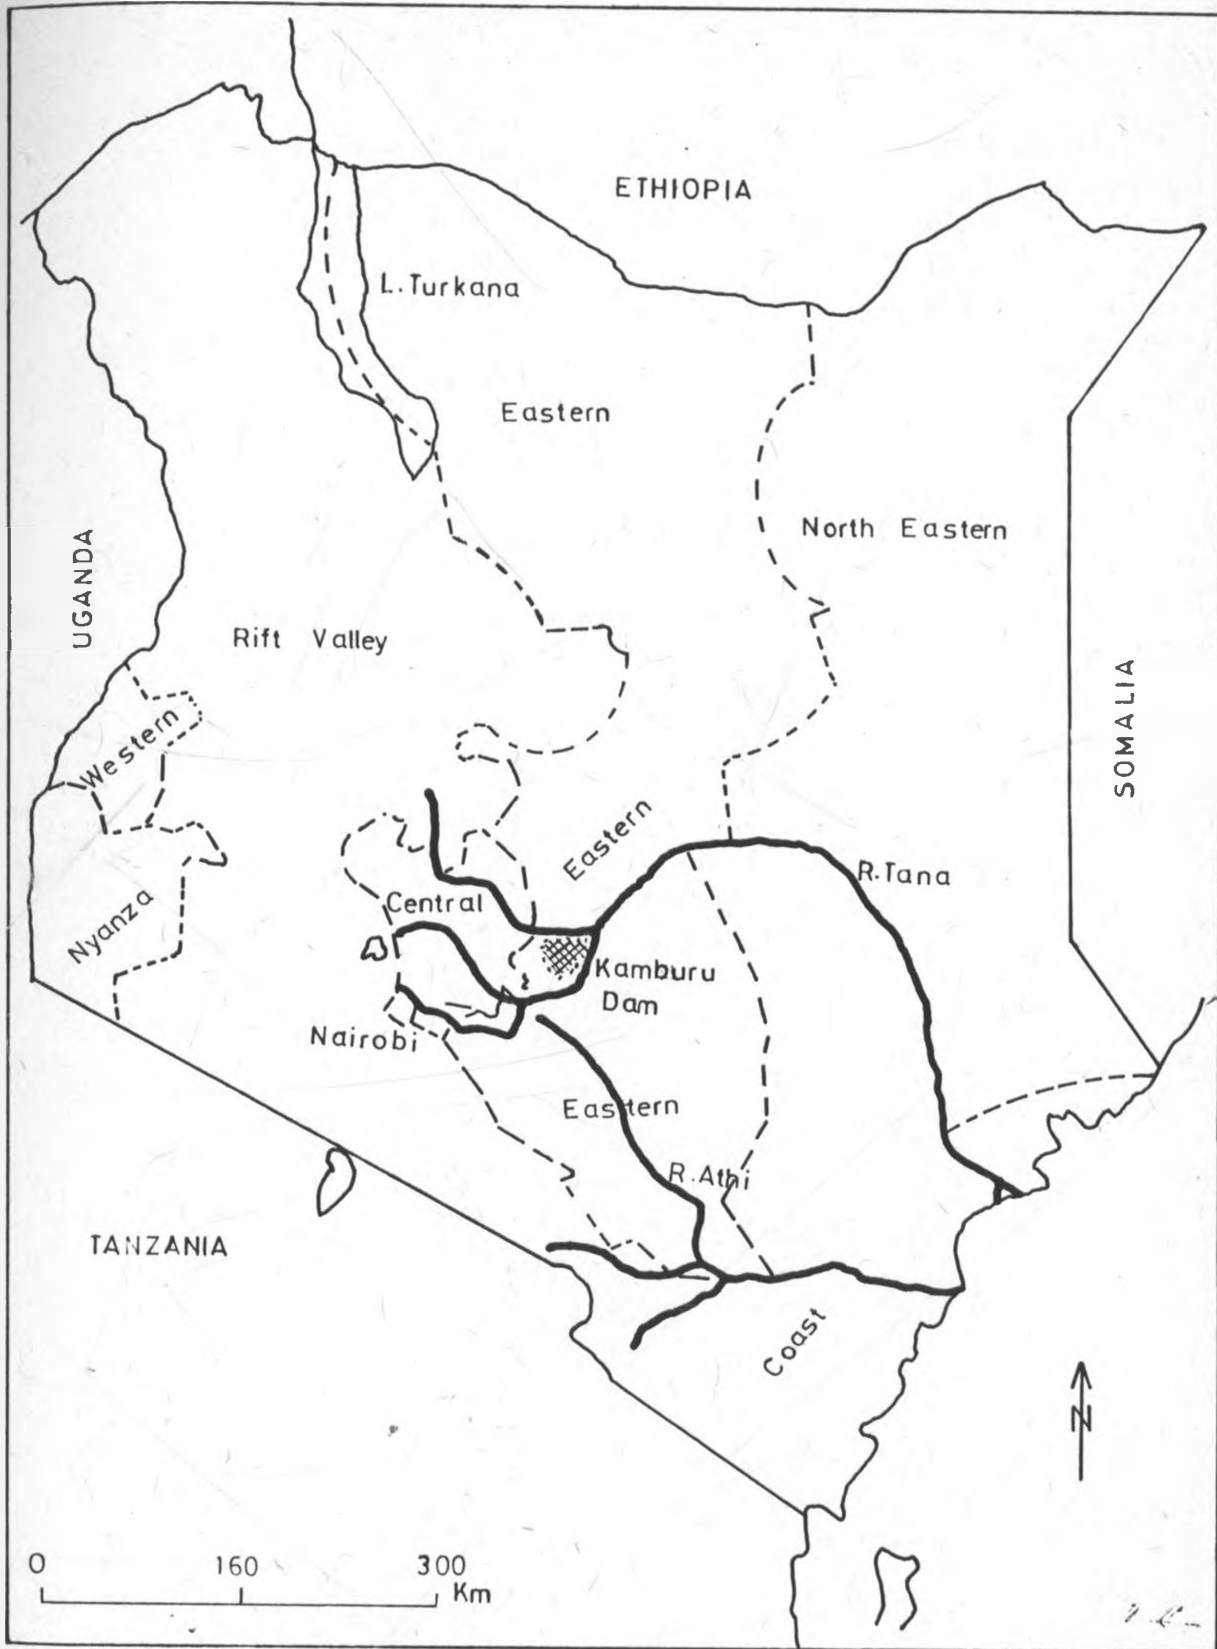 ETHIOPIA
L. Turkana
Eastern
North Eastern
UGANDA
Rift Valley
SOMALIA
Western
Eastern
R. Tana
Central
Nyanza
Kamburu
Dam
Nairobi
Eastern
R. Athi
TANZANIA
Coast
N
0 160 300
Km